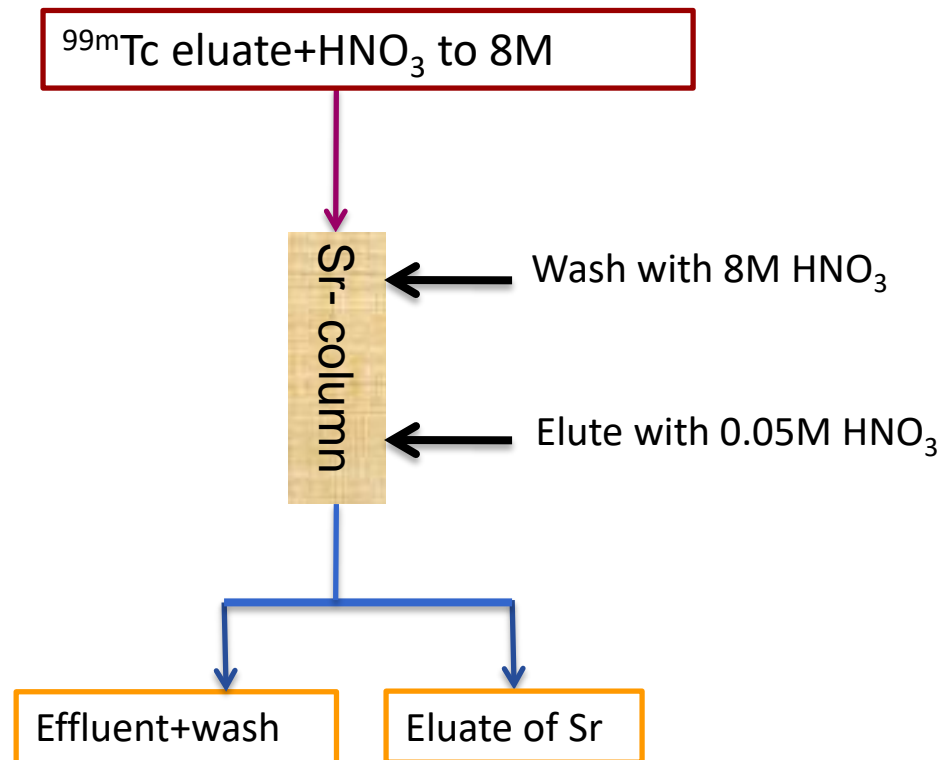 ⁹⁹ᵐTc eluate+HNO₃ to 8M
Sr- column
Wash with 8M HNO₃
Elute with 0.05M HNO₃
Effluent+wash
Eluate of Sr